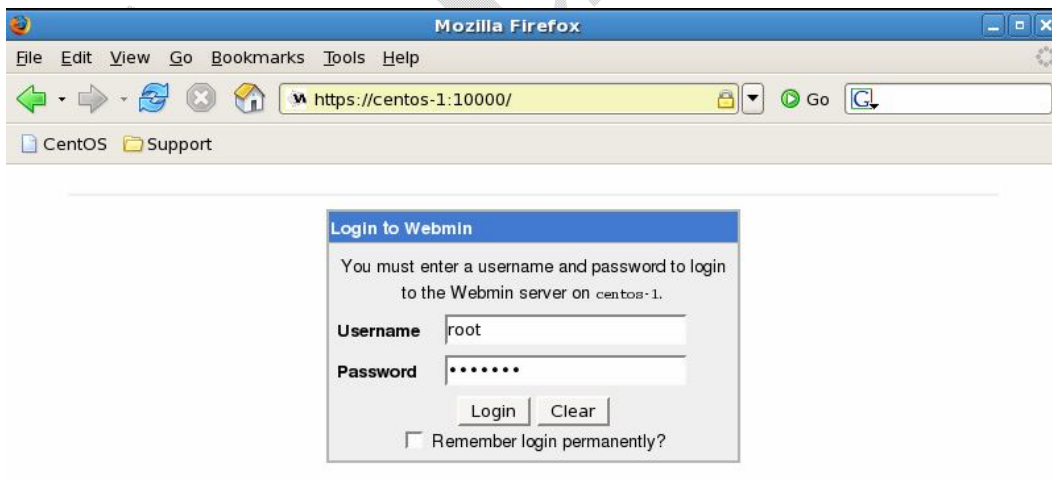 Mozilla Firefox
File Edit View Go Bookmarks Tools Help
https://centos-1:10000/ Go G
CentOS Support
Login to Webmin
You must enter a username and password to login
to the Webmin server on centos-1.
Username root
Password •••••••
Login Clear
Remember login permanently?